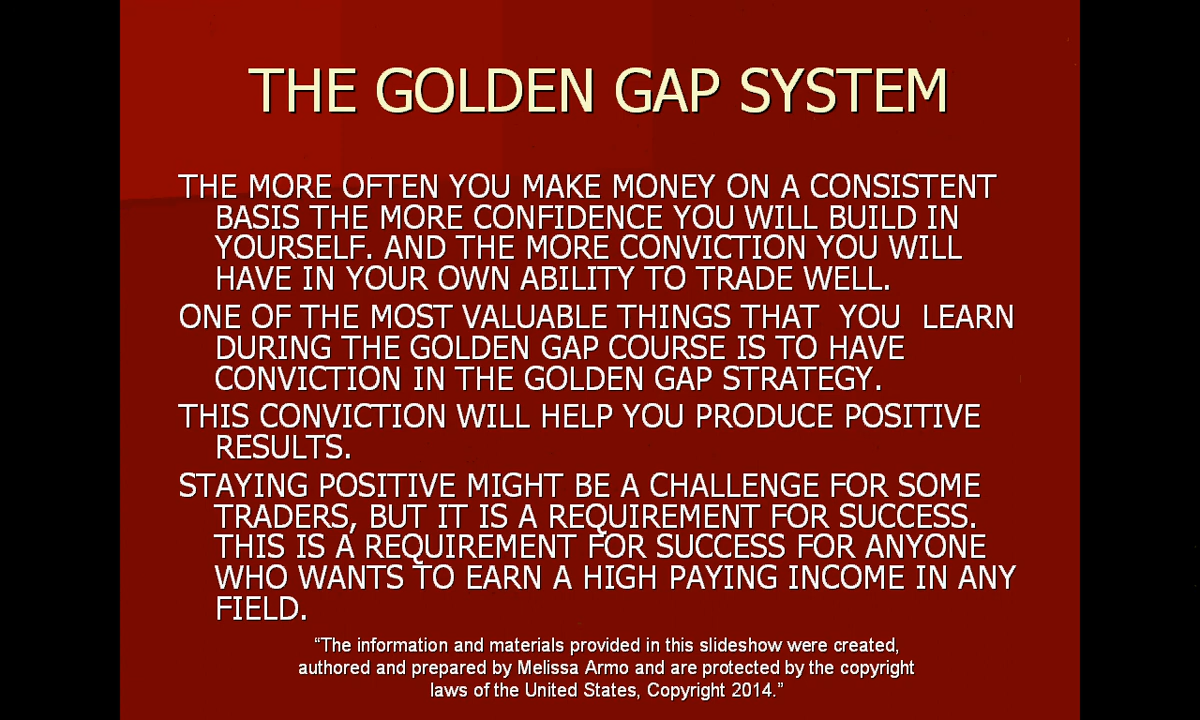 THE GOLDEN GAP SYSTEM
THE MORE OFTEN YOU MAKE MONEY ON A CONSISTENT
BASIS THE MORE CONFIDENCE YOU WILL BUILD IN
YOURSELF. AND THE MORE CONVICTION YOU WILL
HAVE IN YOUR OWN ABILITY TO TRADE WELL.
ONE OF THE MOST VALUABLE THINGS THAT  YOU  LEARN
DURING THE GOLDEN GAP COURSE IS TO HAVE
CONVICTION IN THE GOLDEN GAP STRATEGY.
THIS CONVICTION WILL HELP YOU PRODUCE POSITIVE
RESULTS.
STAYING POSITIVE MIGHT BE A CHALLENGE FOR SOME
TRADERS, BUT IT IS A REQUIREMENT FOR SUCCESS.
THIS IS A REQUIREMENT FOR SUCCESS FOR ANYONE
WHO WANTS TO EARN A HIGH PAYING INCOME IN ANY
FIELD.
“The information and materials provided in this slideshow were created,
authored and prepared by Melissa Armo and are protected by the copyright
laws of the United States, Copyright 2014.”